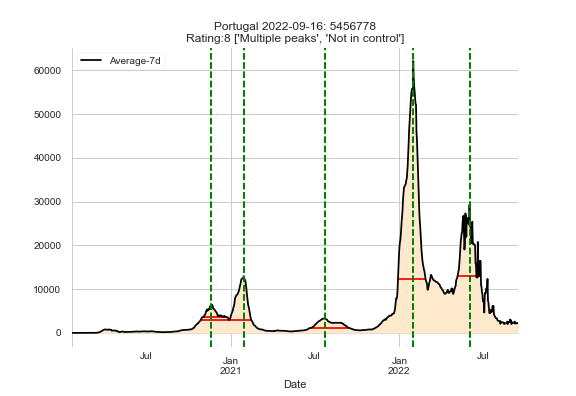 Portugal 2022-09-16: 5456778
Rating:8 ['Multiple peaks', 'Not in control']
Average-7d
60000
50000
40000
30000
20000
10000
0
Jul
Jan
2021
Jul
Jan
2022
Jul
Date